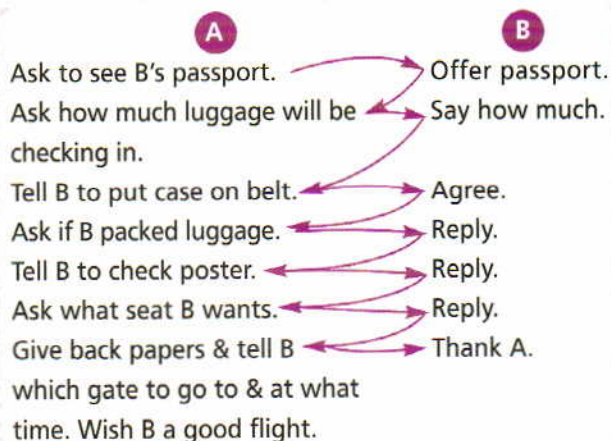 A B
Ask to see B's passport. Offer passport.
Ask how much luggage will be Say how much.
checking in.
Tell B to put case on belt. Agree.
Ask if B packed luggage. Reply.
Tell B to check poster. Reply.
Ask what seat B wants. Reply.
Give back papers & tell B Thank A.
which gate to go to & at what
time. Wish B a good flight.